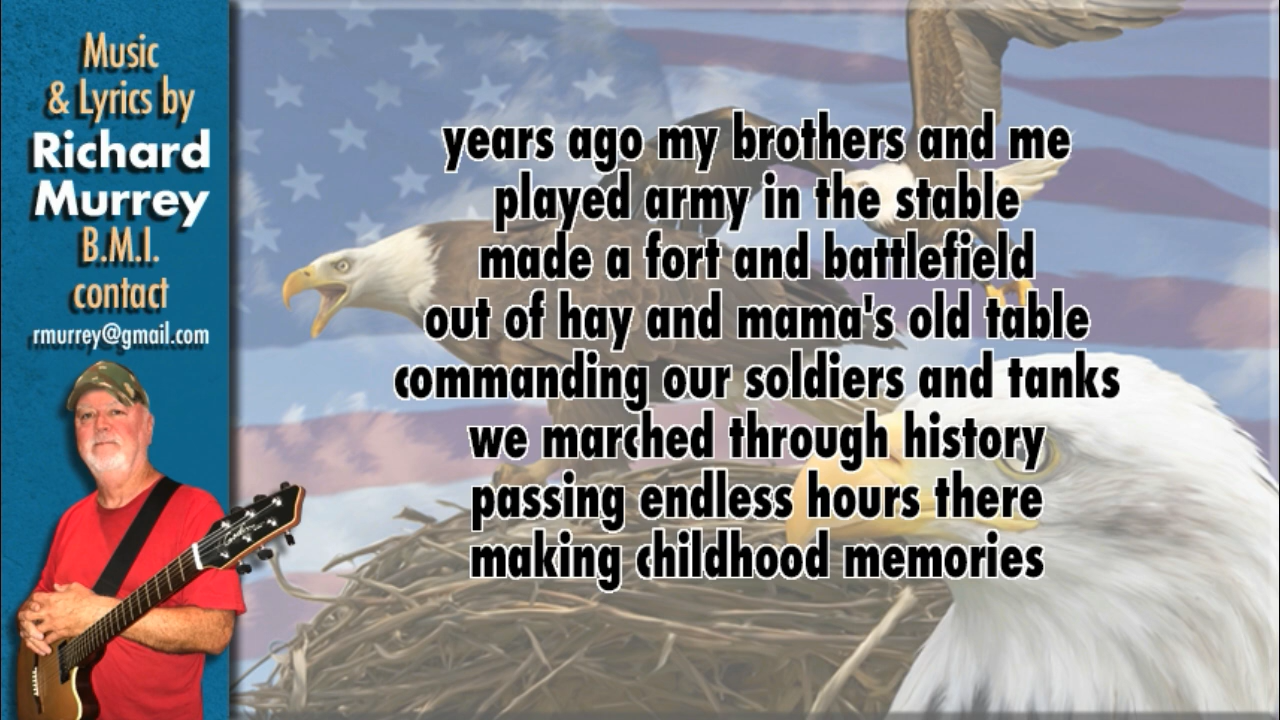 Music
& Lyrics by
Richard
Murrey
B.M.I.
contact
rmurrey@gmail.com
years ago my brothers and me
played army in the stable
made a fort and battlefield
out of hay and mama's old table
commanding our soldiers and tanks
we marched through history
passing endless hours there
making childhood memories